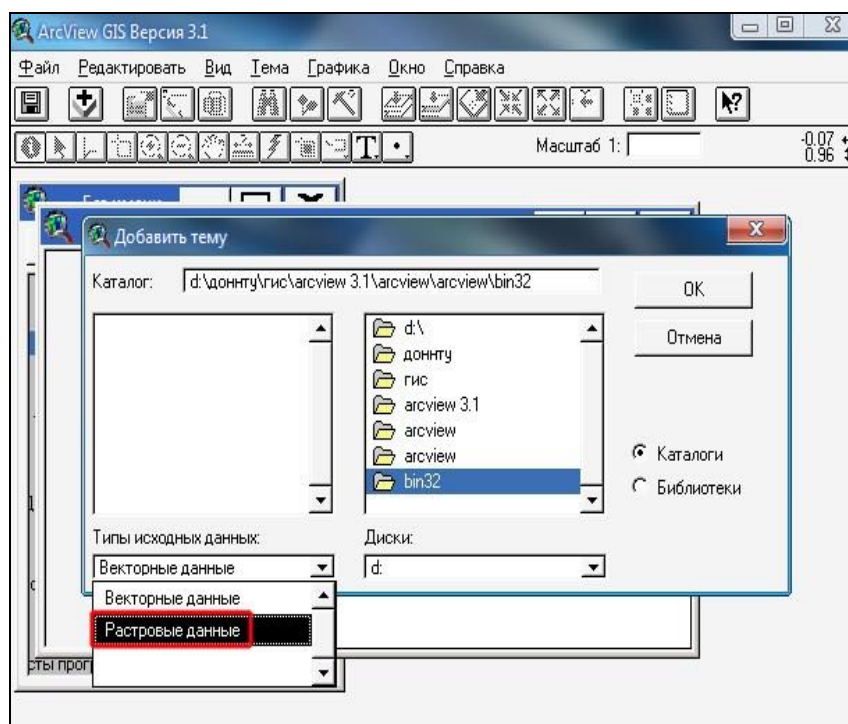 ArcView GIS Версия 3.1
Файл Редактировать Вид Тема Графика Окно Справка
Масштаб 1:
-0.07
0.96
Добавить тему
Каталог: d:\доннту\гис\arcview 3.1\arcview\arcview\bin32
OK
Отмена
d:\
доннту
гис
arcview 3.1
arcview
arcview
bin32
Каталоги
Библиотеки
Типы исходных данных:
Диски:
Векторные данные
d:
Векторные данные
Растровые данные